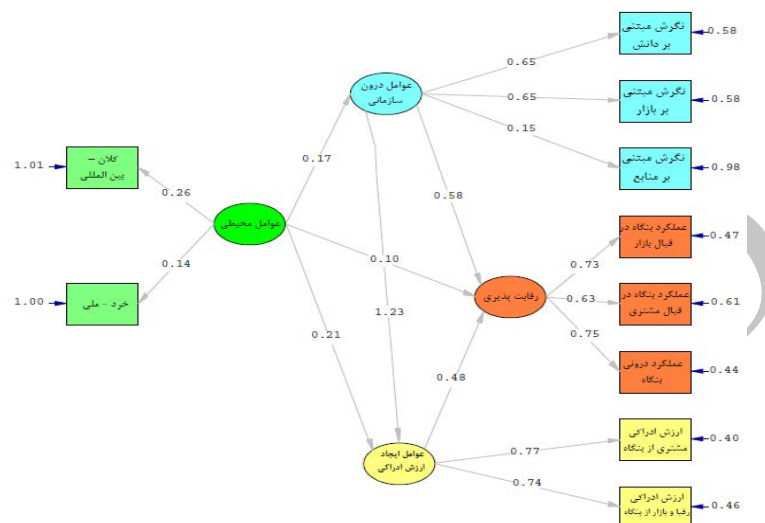 نگرش مبتنی
بر دانش
0.58
0.65
عوامل درون
سازمانی
نگرش مبتنی
بر بازار
0.58
0.65
0.15
کلان –
بین المللی
1.01
0.17
نگرش مبتنی
بر منابع
0.98
0.26
0.58
عوامل محیطی
عملکرد بنگاه در
قبال بازار
0.47
0.14
0.10
0.73
خرد - ملی
1.00
رقابت پذیری
0.63
عملکرد بنگاه در
قبال مشتری
0.61
1.23
0.21
0.75
عملکرد درونی
بنگاه
0.44
0.48
ارزش ادراکی
مشتری از بنگاه
0.40
عوامل ایجاد
ارزش ادراکی
0.77
0.74
ارزش ادراکی
رقبا و بازار از بنگاه
0.46